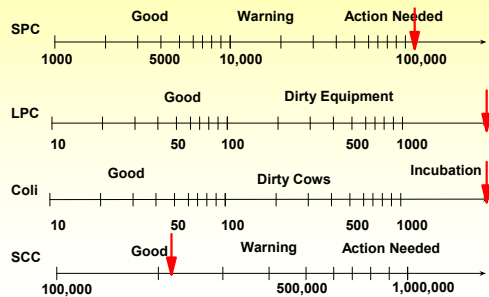 Good Warning Action Needed
SPC
1000 5000 10,000 100,000
Good Dirty Equipment
LPC
10 50 100 500 1000
Good Dirty Cows Incubation
Coli
10 50 100 500 1000
Good Warning Action Needed
SCC
100,000 500,000 1,000,000